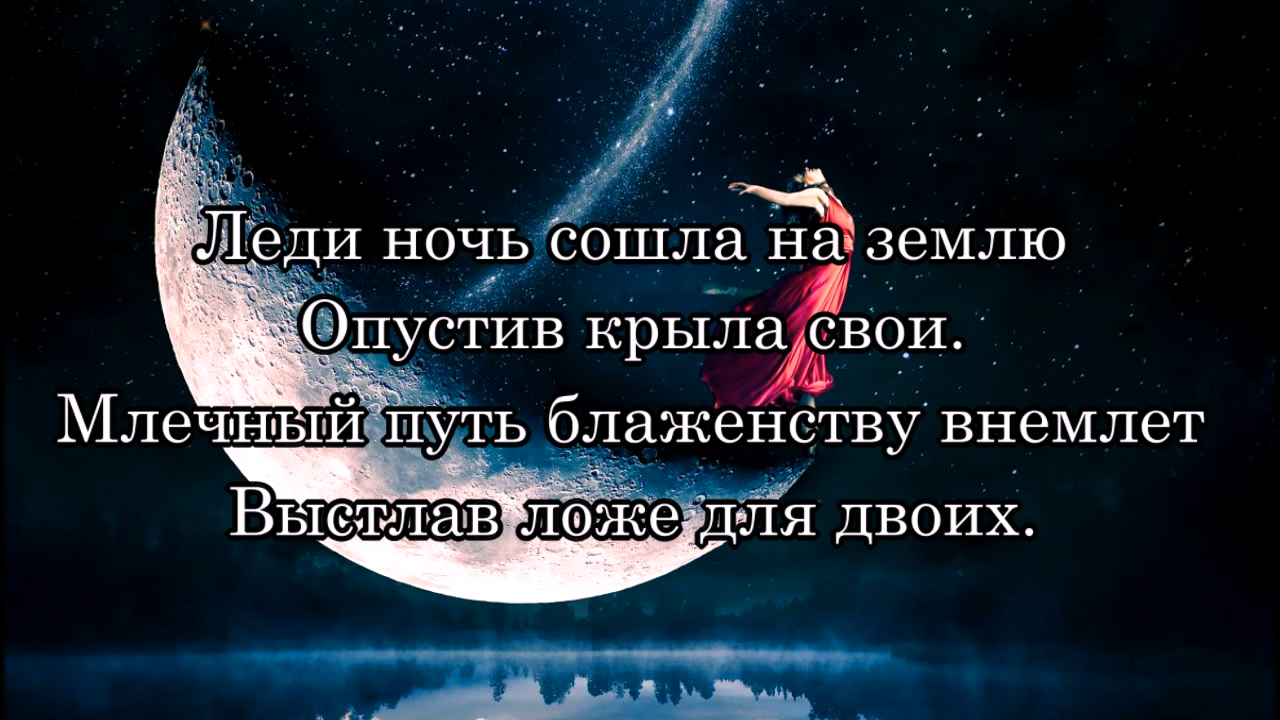 Леди ночь сошла на землю
Опустив крыла свои.
Млечный путь блаженству внемлет
Выстлав ложе для двоих.